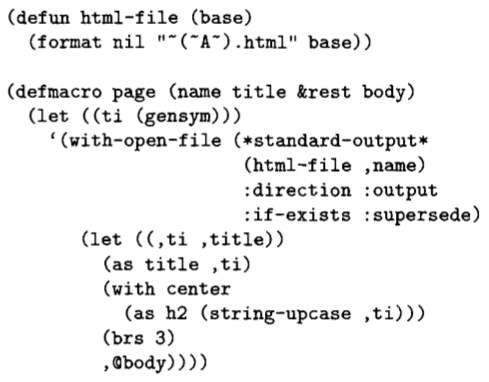 (defun html-file (base)
  (format nil "~(~A~).html" base))

(defmacro page (name title &rest body)
  (let ((ti (gensym)))
    `(with-open-file (*standard-output*
                      (html-file ,name)
                      :direction :output
                      :if-exists :supersede)
       (let ((,ti ,title))
         (as title ,ti)
         (with center
           (as h2 (string-upcase ,ti)))
         (brs 3)
         ,@body))))